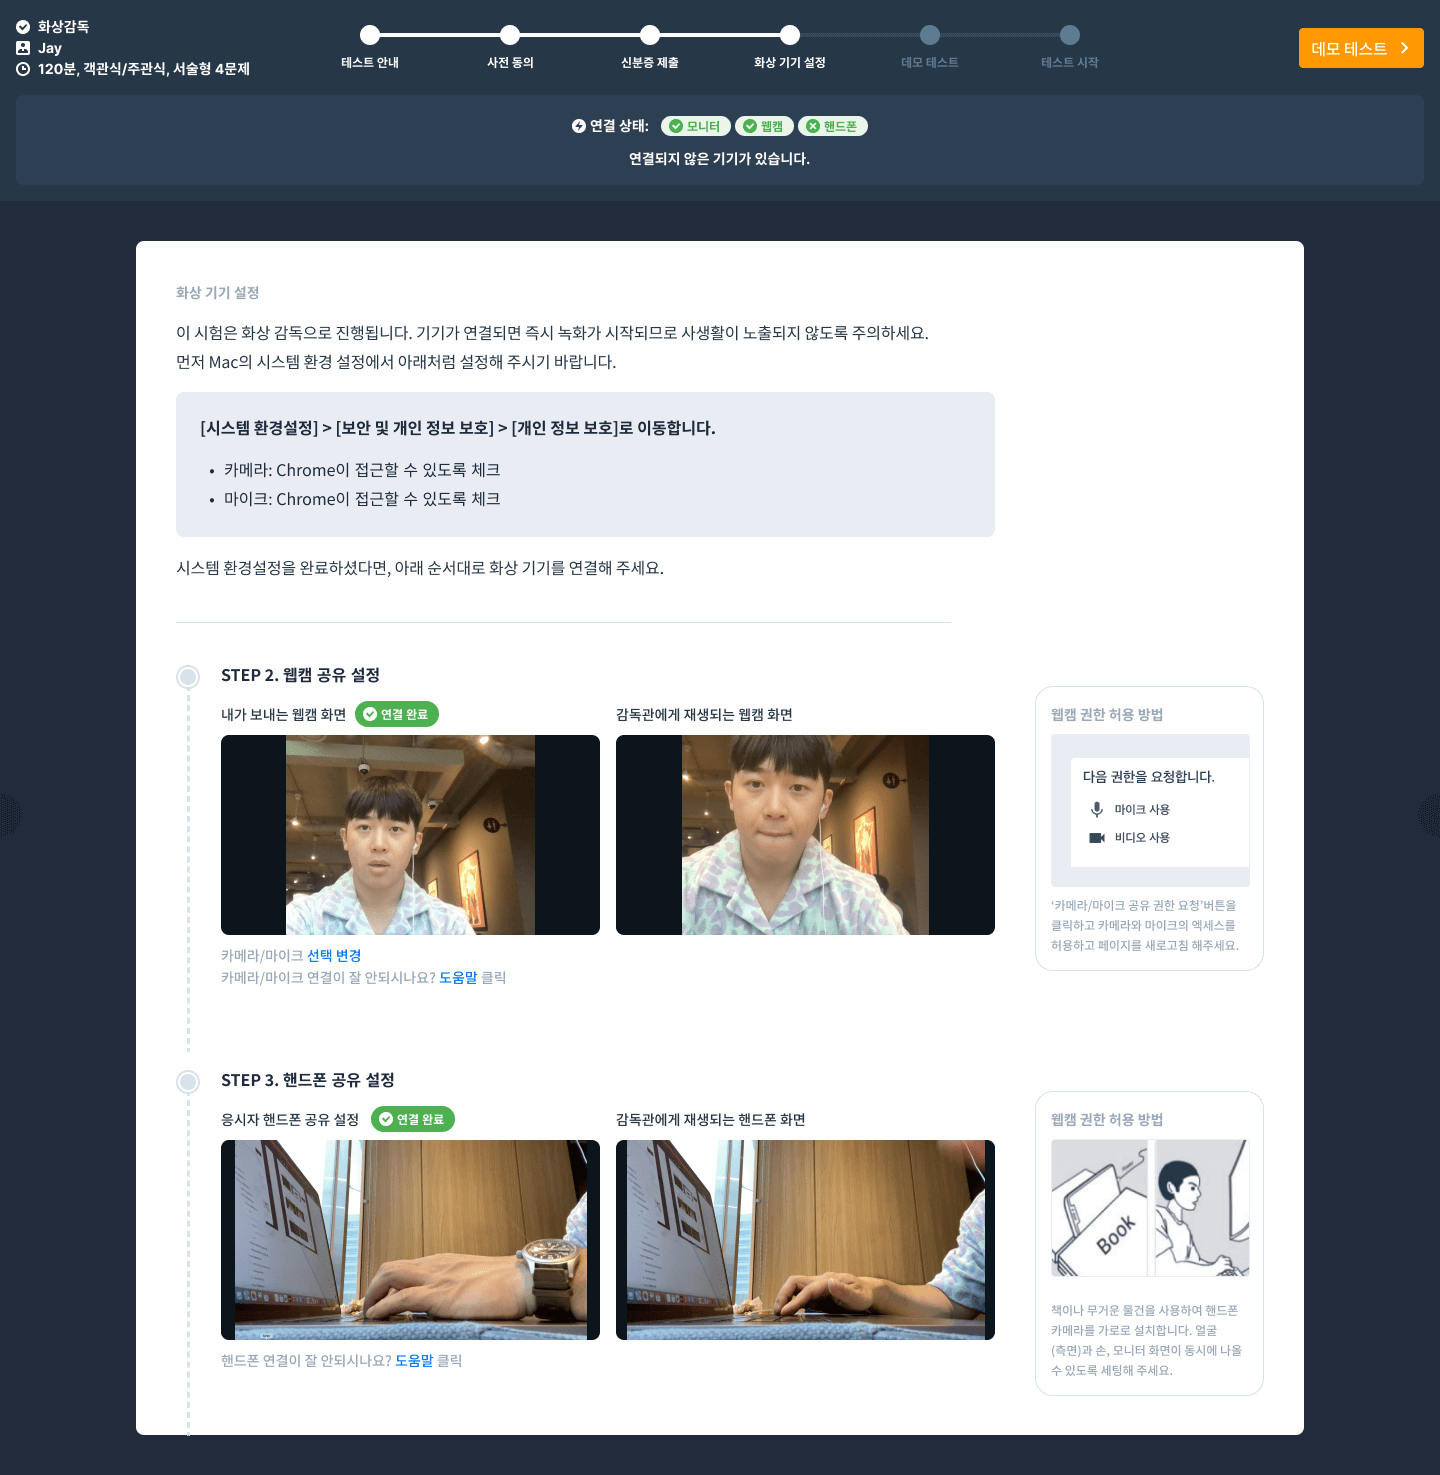 화상감독
Jay
120분, 객관식/주관식, 서술형 4문제
테스트 안내
사전 동의
신분증 제출
화상 기기 설정
데모 테스트
테스트 시작
데모 테스트
연결 상태: 모니터 웹캠 핸드폰
연결되지 않은 기기가 있습니다.
화상 기기 설정
이 시험은 화상 감독으로 진행됩니다. 기기가 연결되면 즉시 녹화가 시작되므로 사생활이 노출되지 않도록 주의하세요.
먼저 Mac의 시스템 환경 설정에서 아래처럼 설정해 주시기 바랍니다.
[시스템 환경설정] > [보안 및 개인 정보 보호] > [개인 정보 보호]로 이동합니다.
• 카메라: Chrome이 접근할 수 있도록 체크
• 마이크: Chrome이 접근할 수 있도록 체크
시스템 환경설정을 완료하셨다면, 아래 순서대로 화상 기기를 연결해 주세요.
STEP 2. 웹캠 공유 설정
내가 보내는 웹캠 화면 연결 완료
감독관에게 재생되는 웹캠 화면
카메라/마이크 선택 변경
카메라/마이크 연결이 잘 안되시나요? 도움말 클릭
웹캠 권한 허용 방법
다음 권한을 요청합니다.
마이크 사용
비디오 사용
‘카메라/마이크 공유 권한 요청’버튼을
클릭하고 카메라와 마이크의 엑세스를
허용하고 페이지를 새로고침 해주세요.
STEP 3. 핸드폰 공유 설정
응시자 핸드폰 공유 설정 연결 완료
감독관에게 재생되는 핸드폰 화면
핸드폰 연결이 잘 안되시나요? 도움말 클릭
웹캠 권한 허용 방법
Book
책이나 무거운 물건을 사용하여 핸드폰
카메라를 가로로 설치합니다. 얼굴
(측면)과 손, 모니터 화면이 동시에 나올
수 있도록 세팅해 주세요.